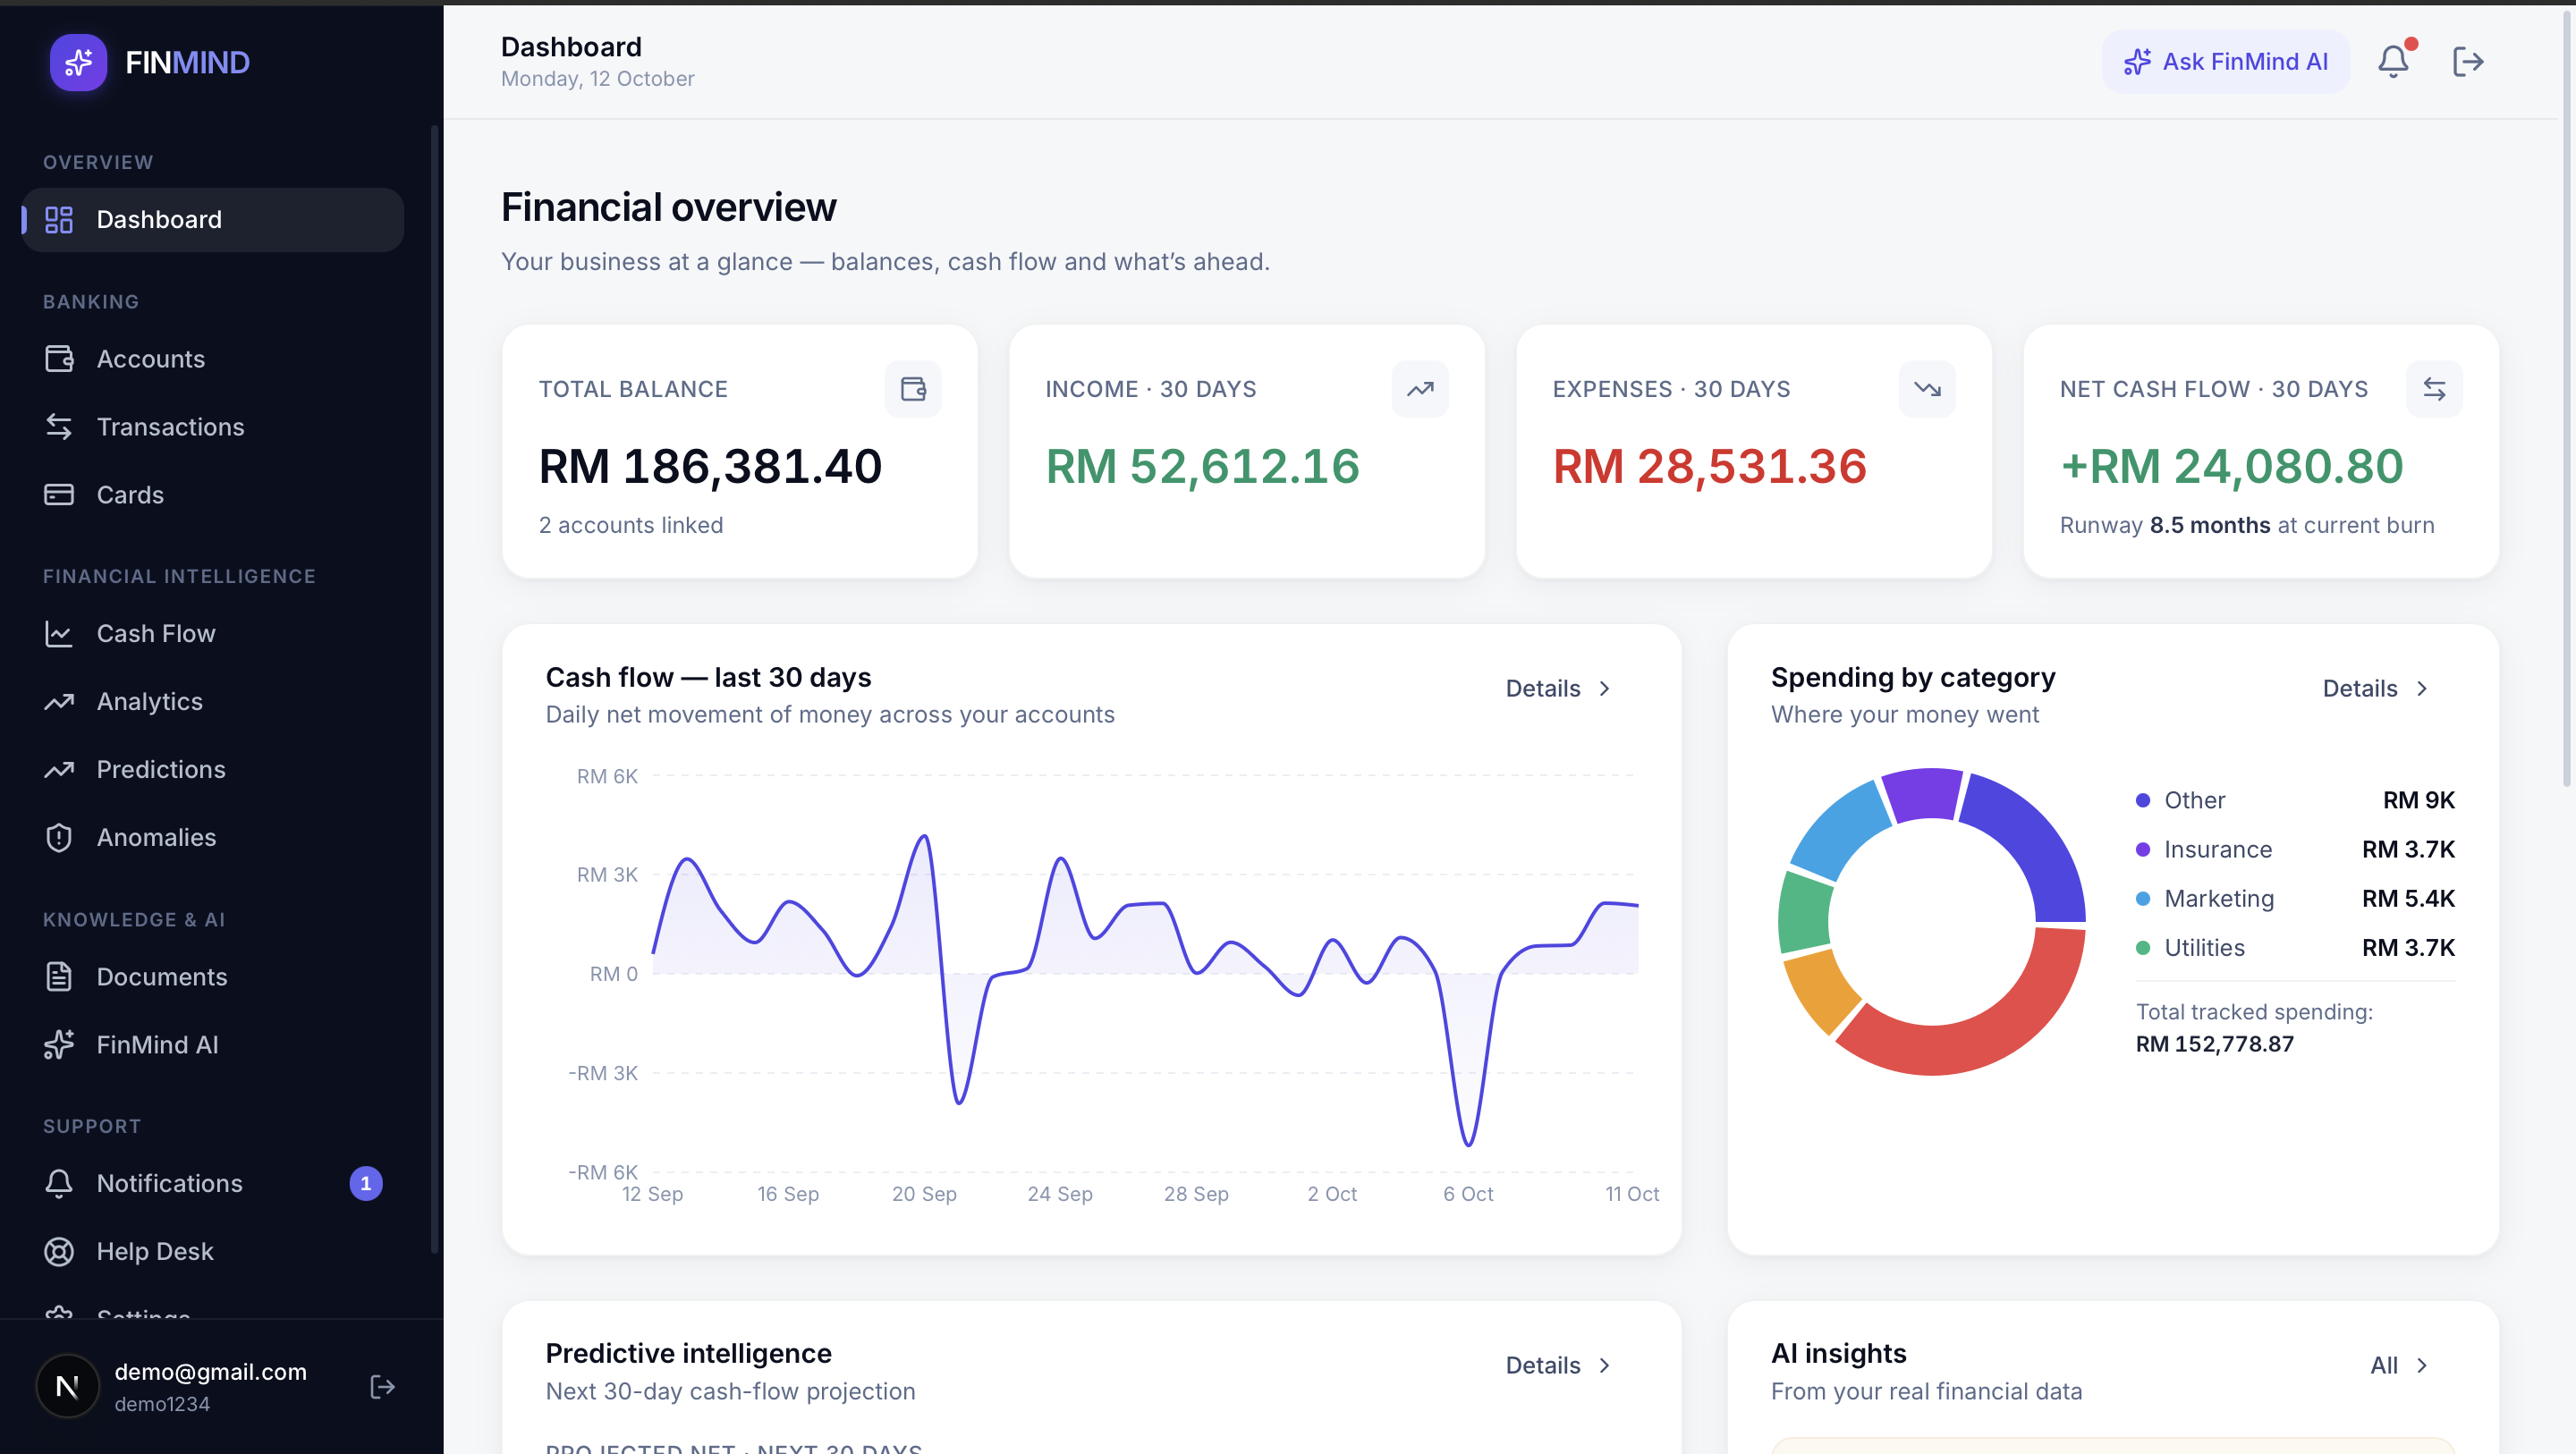 FINMIND
OVERVIEW
Dashboard
BANKING
Accounts
Transactions
Cards
FINANCIAL INTELLIGENCE
Cash Flow
Analytics
Predictions
Anomalies
KNOWLEDGE & AI
Documents
FinMind AI
SUPPORT
Notifications
1
Help Desk
Settings
N
demo@gmail.com
demo1234
Dashboard
Monday, 12 October
Ask FinMind AI
Financial overview
Your business at a glance — balances, cash flow and what’s ahead.
TOTAL BALANCE
RM 186,381.40
2 accounts linked
INCOME · 30 DAYS
RM 52,612.16
EXPENSES · 30 DAYS
RM 28,531.36
NET CASH FLOW · 30 DAYS
+RM 24,080.80
Runway 8.5 months at current burn
Cash flow — last 30 days
Details
Daily net movement of money across your accounts
RM 6K
RM 3K
RM 0
-RM 3K
-RM 6K
12 Sep 16 Sep 20 Sep 24 Sep 28 Sep 2 Oct 6 Oct 11 Oct
Spending by category
Details
Where your money went
Other RM 9K
Insurance RM 3.7K
Marketing RM 5.4K
Utilities RM 3.7K
Total tracked spending:
RM 152,778.87
Predictive intelligence
Details
Next 30-day cash-flow projection
PROJECTED NET · NEXT 30 DAYS
AI insights
All
From your real financial data